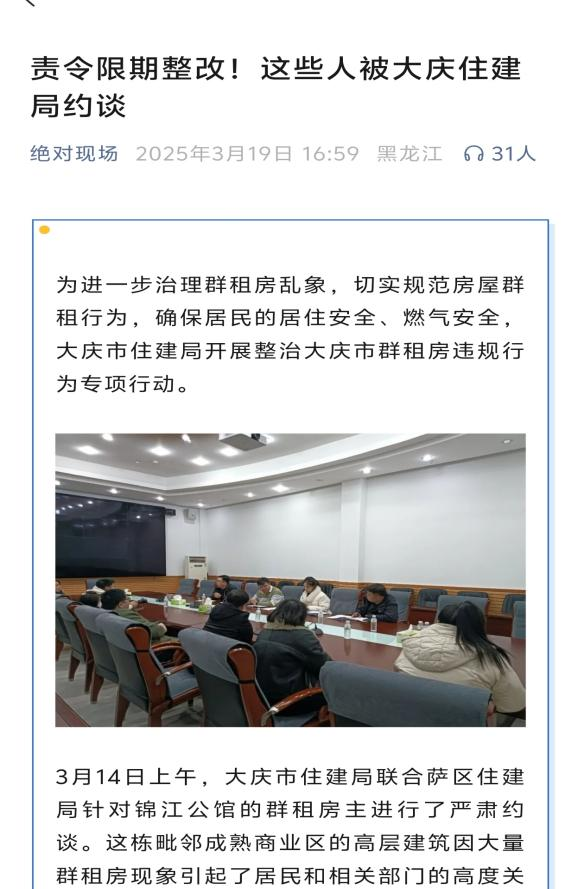 责令限期整改！这些人被大庆住建
局约谈
绝对现场 2025年3月19日 16:59 黑龙江 31人
为进一步治理群租房乱象，切实规范房屋群
租行为，确保居民的居住安全、燃气安全，
大庆市住建局开展整治大庆市群租房违规行
为专项行动。
3月14日上午，大庆市住建局联合萨区住建
局针对锦江公馆的群租房主进行了严肃约
谈。这栋毗邻成熟商业区的高层建筑因大量
群租房现象引起了居民和相关部门的高度关